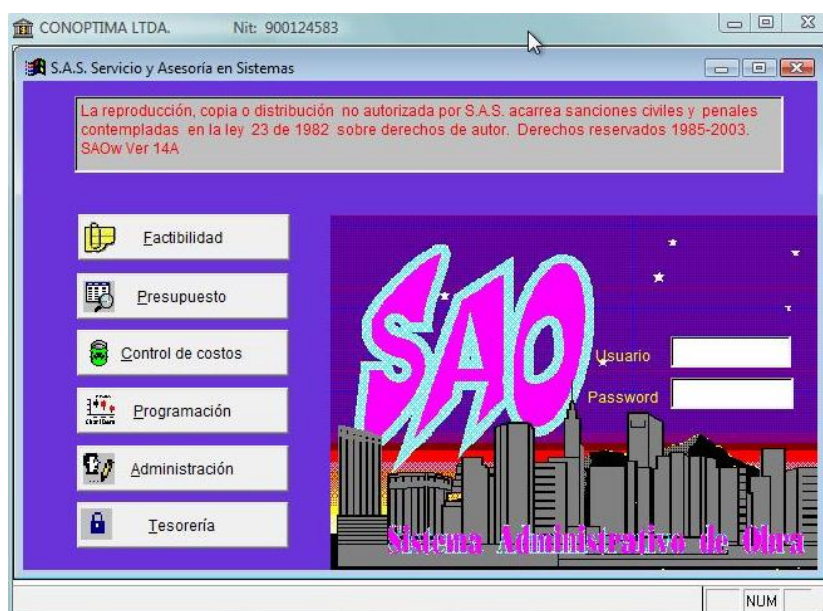 CONOPTIMA LTDA. Nit: 900124583
S.A.S. Servicio y Asesoría en Sistemas
La reproducción, copia o distribución no autorizada por S.A.S. acarrea sanciones civiles y penales
contempladas en la ley 23 de 1982 sobre derechos de autor. Derechos reservados 1985-2003.
SAOw Ver 14A
Factibilidad
Presupuesto
Control de costos
Programación
Administración
Tesorería
SAO
Usuario
Password
Sistema Administrativo de Obra
NUM